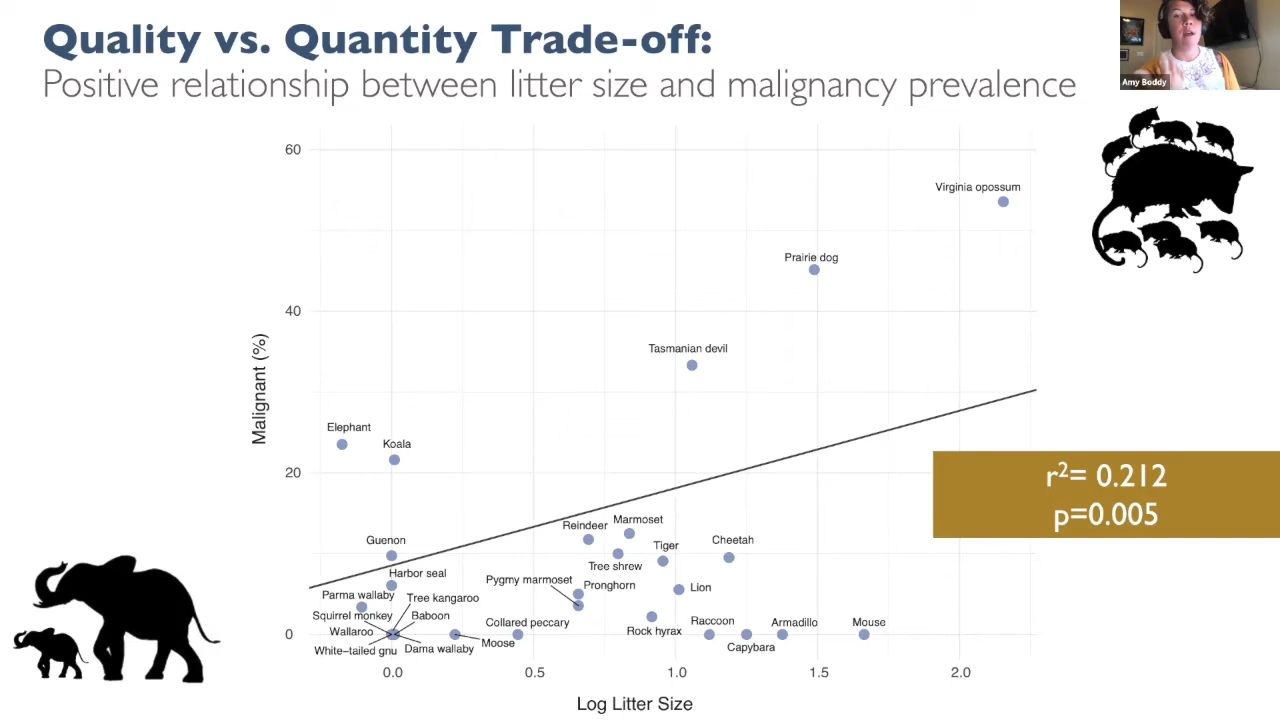 Quality vs. Quantity Trade-off:
Positive relationship between litter size and malignancy prevalence
Amy Boddy
60
40
20
0
Malignant (%)
Virginia opossum
Prairie dog
Tasmanian devil
Elephant
Koala
Guenon
Harbor seal
Parma wallaby
Tree kangaroo
Squirrel monkey
Baboon
Wallaroo
White-tailed gnu
Dama wallaby
Moose
Collared peccary
Pygmy marmoset
Pronghorn
Reindeer
Marmoset
Tree shrew
Tiger
Cheetah
Lion
Rock hyrax
Raccoon
Capybara
Armadillo
Mouse
r²= 0.212
p=0.005
0.0 0.5 1.0 1.5 2.0
Log Litter Size